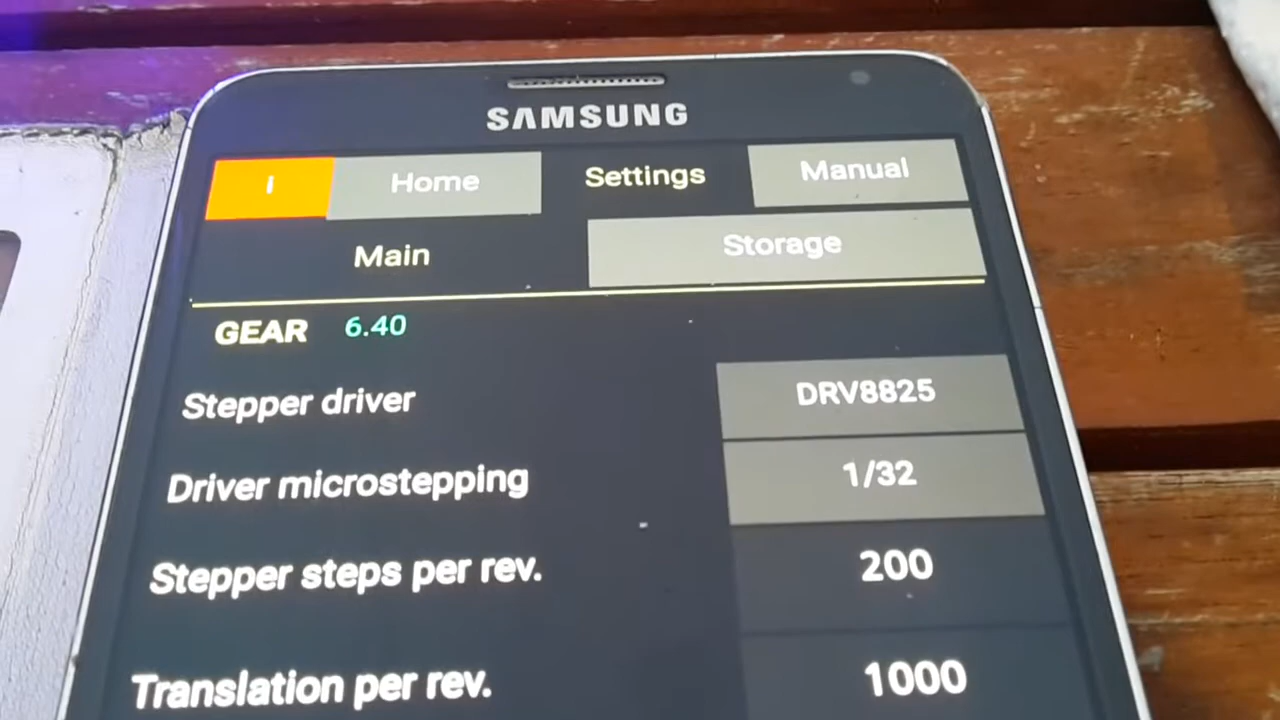 SAMSUNG
i Home Settings Manual
Main Storage
GEAR 6.40
Stepper driver DRV8825
Driver microstepping 1/32
Stepper steps per rev. 200
Translation per rev. 1000